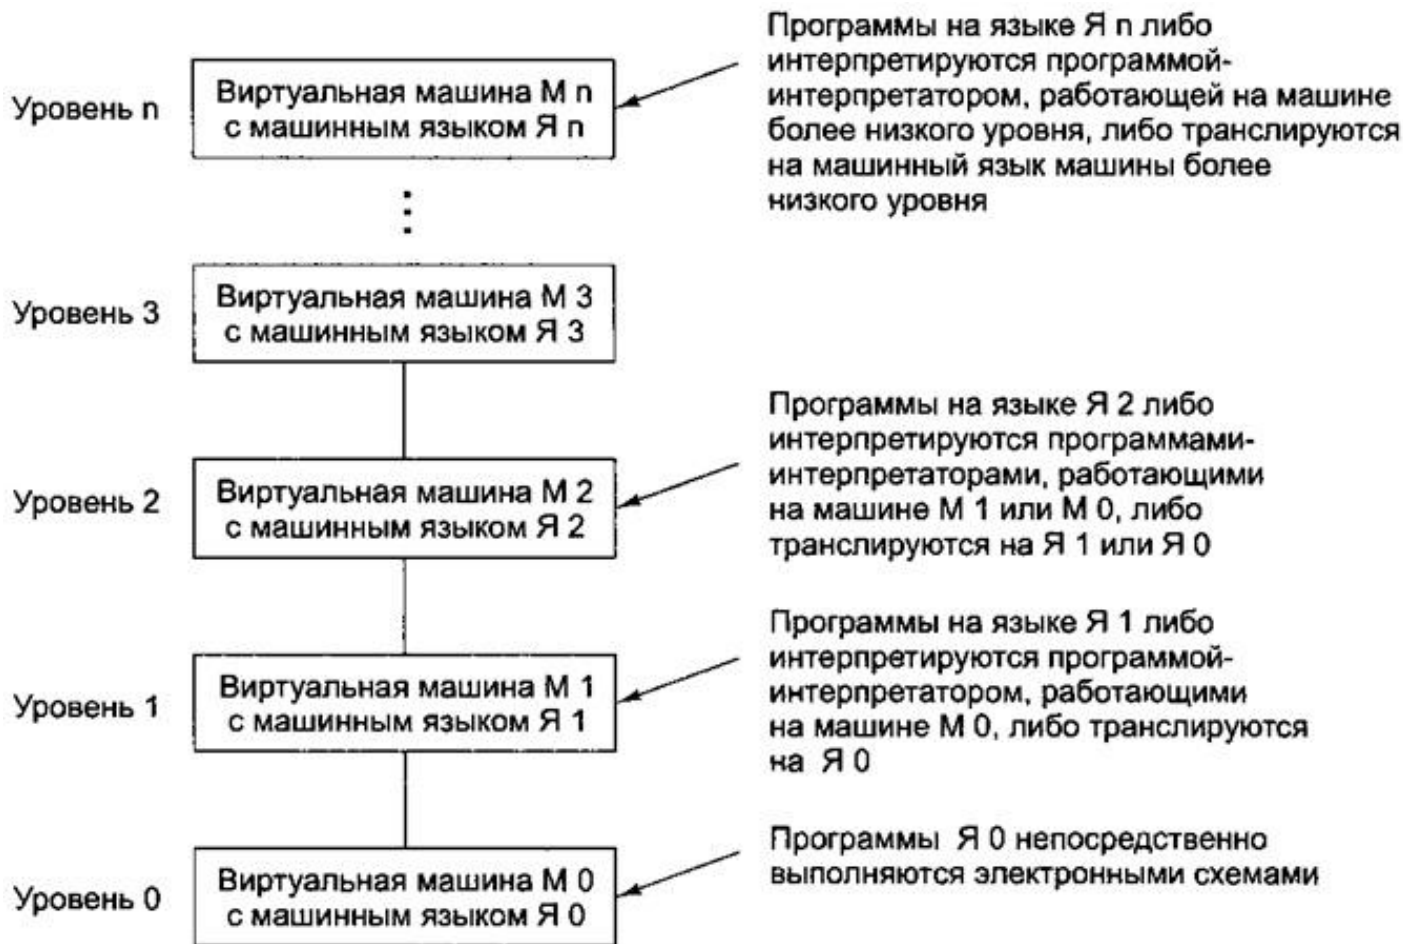 Программы на языке Я n либо
интерпретируются программой-
интерпретатором, работающей на машине
более низкого уровня, либо транслируются
на машинный язык машины более
низкого уровня
Уровень n
Виртуальная машина М n
с машинным языком Я n
Уровень 3
Виртуальная машина М 3
с машинным языком Я 3
Программы на языке Я 2 либо
интерпретируются программами-
интерпретаторами, работающими
на машине М 1 или М 0, либо
транслируются на Я 1 или Я 0
Уровень 2
Виртуальная машина М 2
с машинным языком Я 2
Программы на языке Я 1 либо
интерпретируются программой-
интерпретатором, работающими
на машине М 0, либо транслируются
на Я 0
Уровень 1
Виртуальная машина М 1
с машинным языком Я 1
Программы Я 0 непосредственно
выполняются электронными схемами
Уровень 0
Виртуальная машина М 0
с машинным языком Я 0